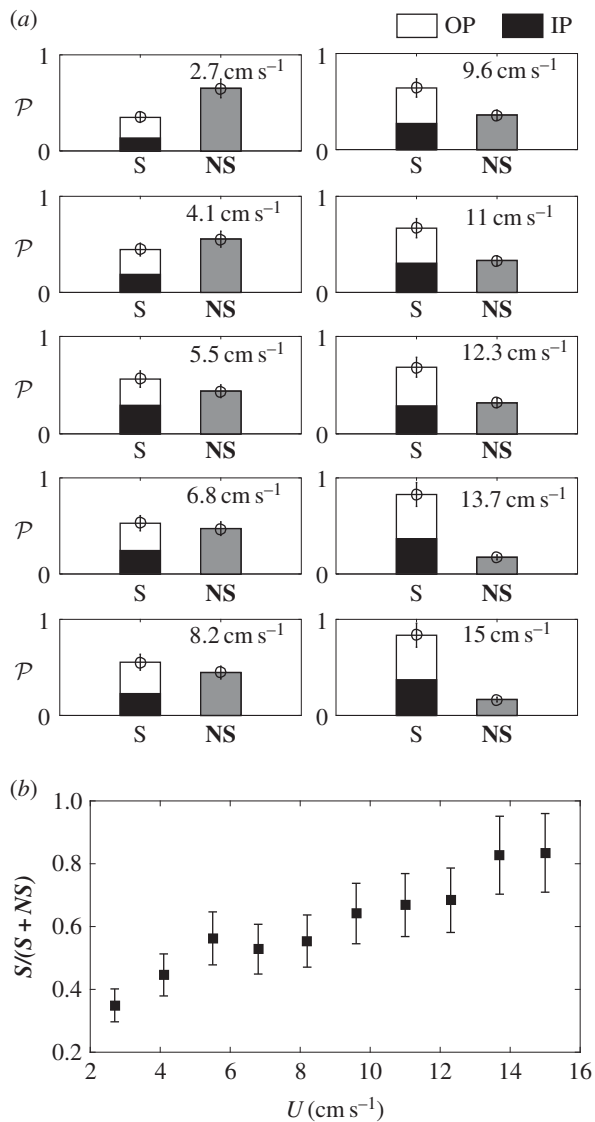 (a)
OP IP
1 2.7 cm s⁻¹ 9.6 cm s⁻¹
𝒫
0 0
S NS S NS
1 4.1 cm s⁻¹ 1 11 cm s⁻¹
𝒫
0 0
S NS S NS
1 5.5 cm s⁻¹ 1 12.3 cm s⁻¹
𝒫
0 0
S NS S NS
1 6.8 cm s⁻¹ 1 13.7 cm s⁻¹
𝒫
0 0
S NS S NS
1 8.2 cm s⁻¹ 1 15 cm s⁻¹
𝒫
0 0
S NS S NS
(b)
1.0
0.8
0.6
0.4
0.2
S/(S + NS)
2 4 6 8 10 12 14 16
U (cm s⁻¹)